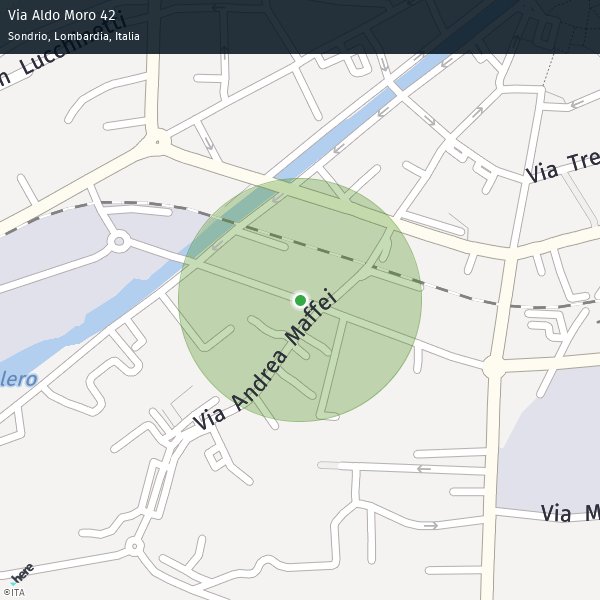 Via Aldo Moro 42
Sondrio, Lombardia, Italia
n Lucchinetti
Via Tre
Via Andrea Maffei
lero
Via M
here
©ITA